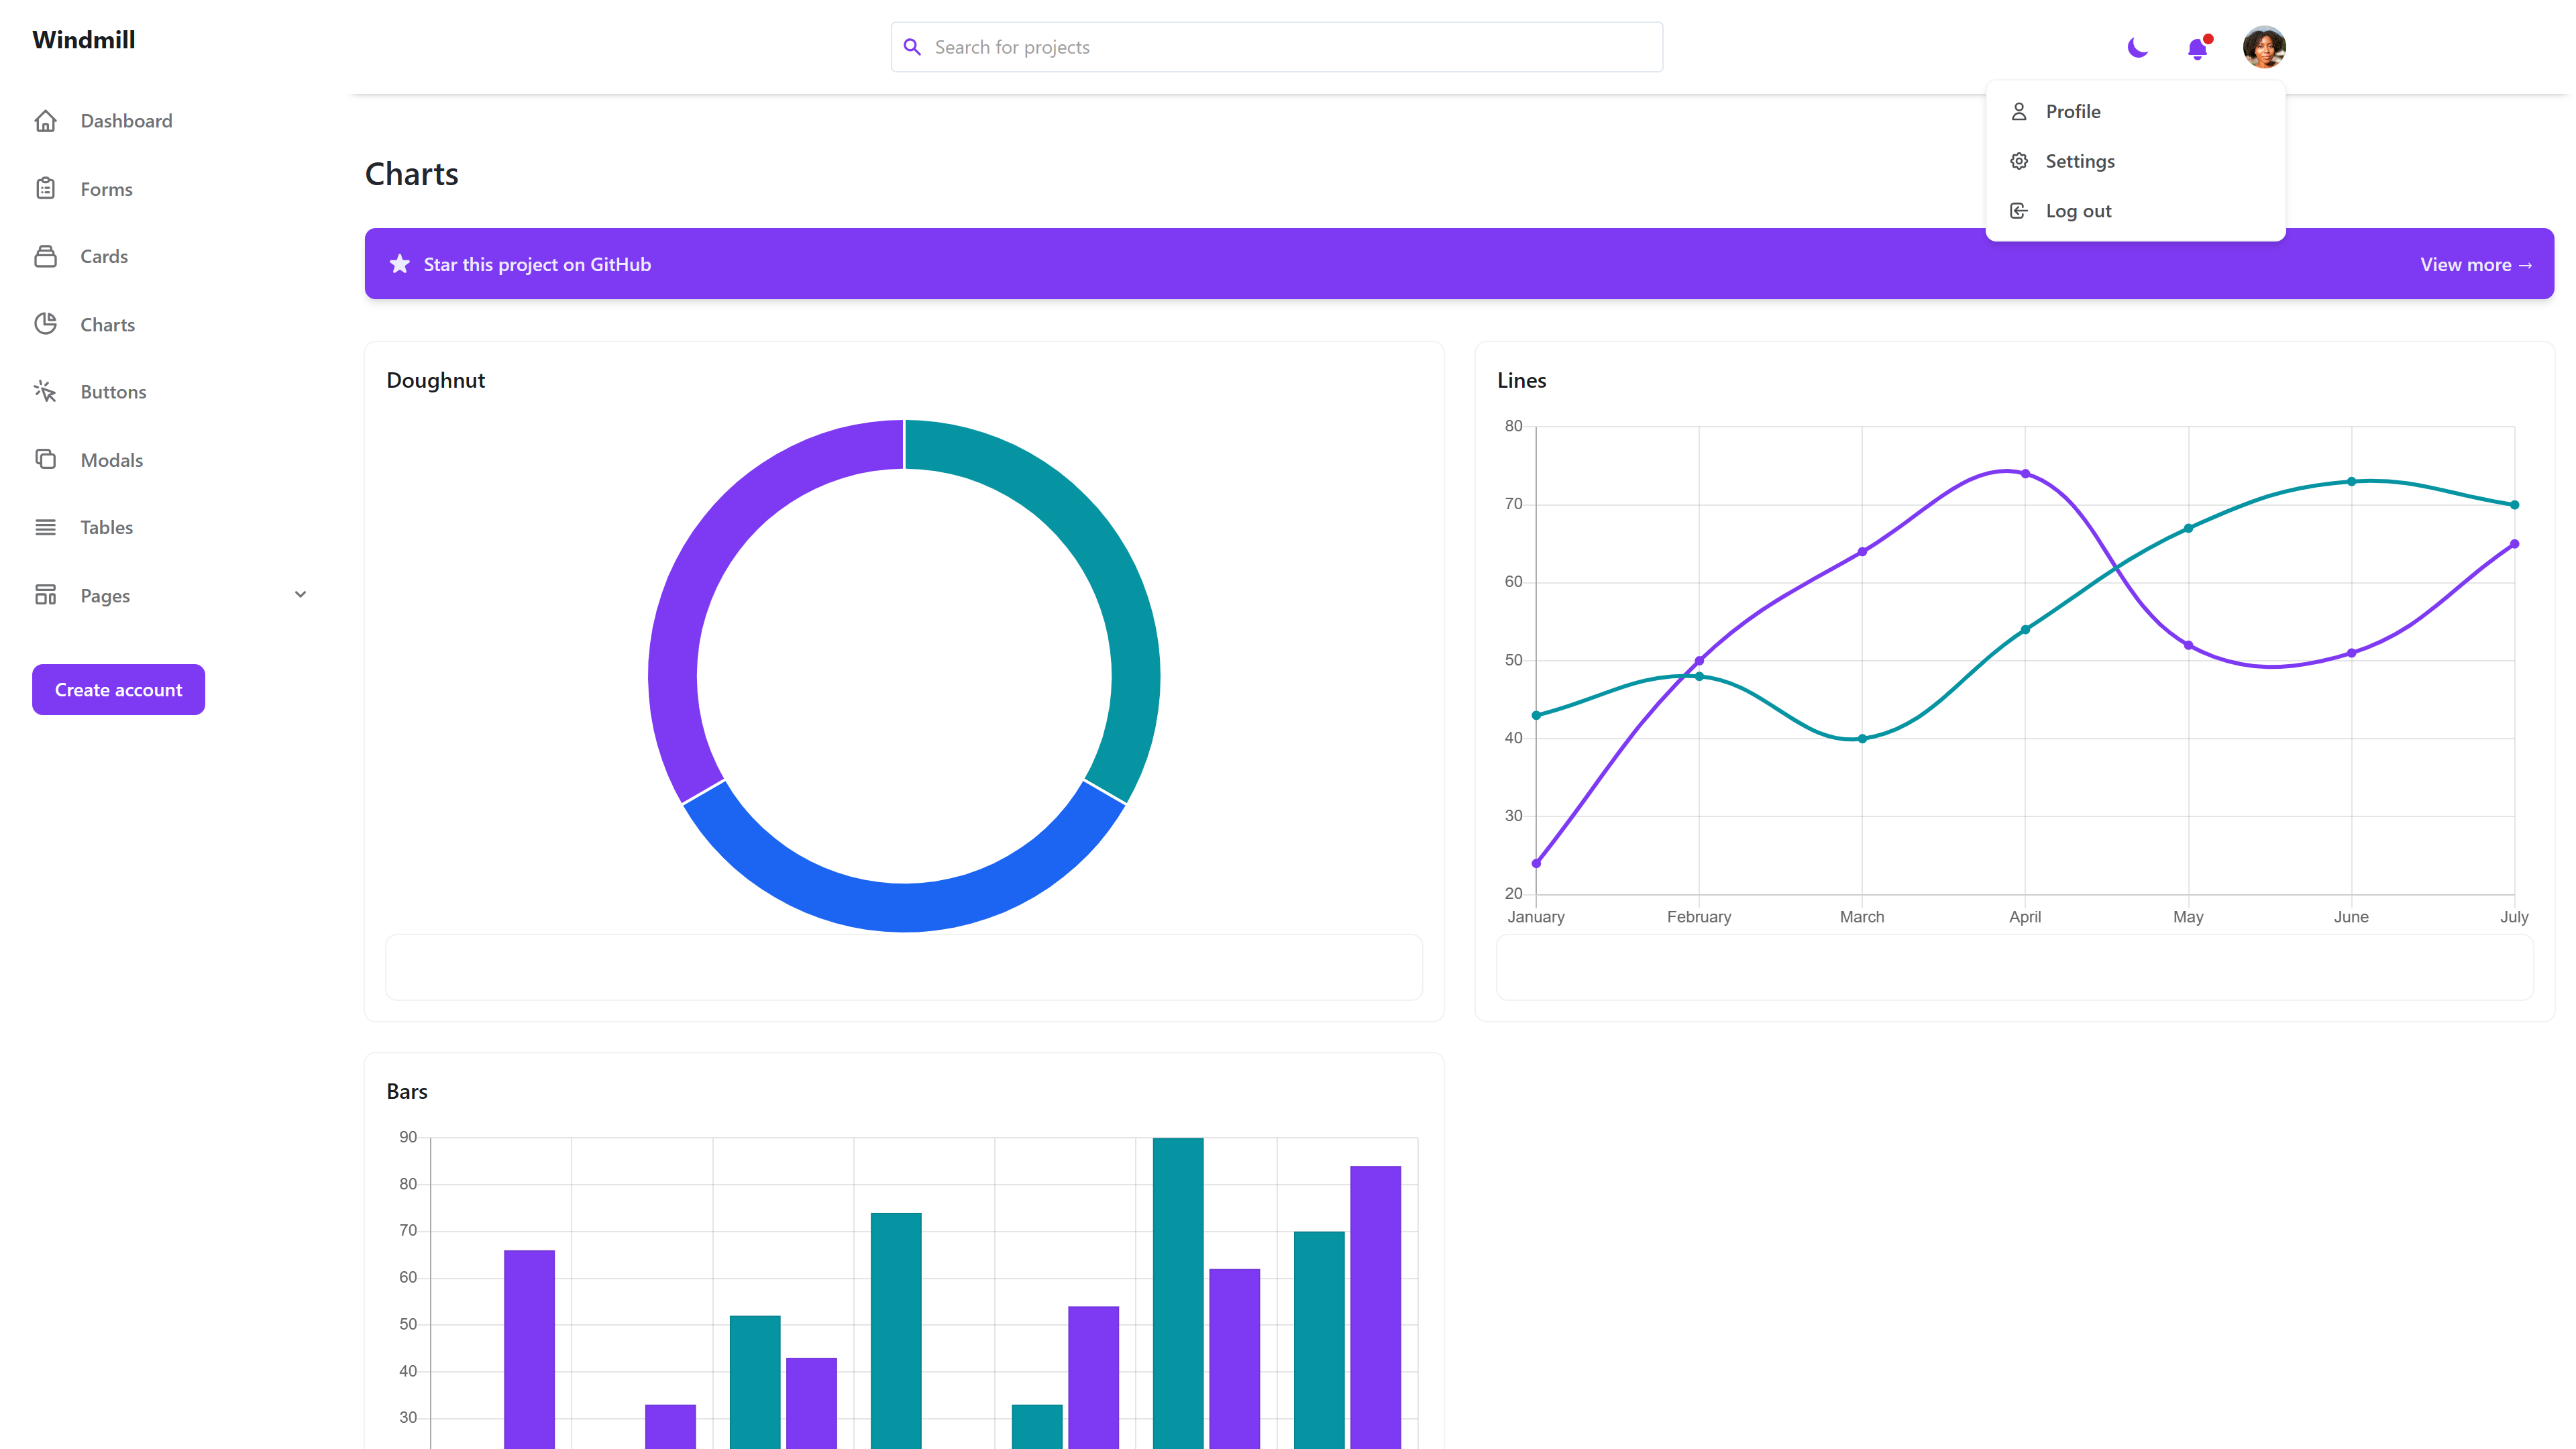 Windmill
Search for projects
Dashboard
Forms
Cards
Charts
Buttons
Modals
Tables
Pages
Create account
Profile
Settings
Log out
Charts
Star this project on GitHub
View more →
Doughnut
Lines
80
70
60
50
40
30
20
January February March April May June July
Bars
90
80
70
60
50
40
30